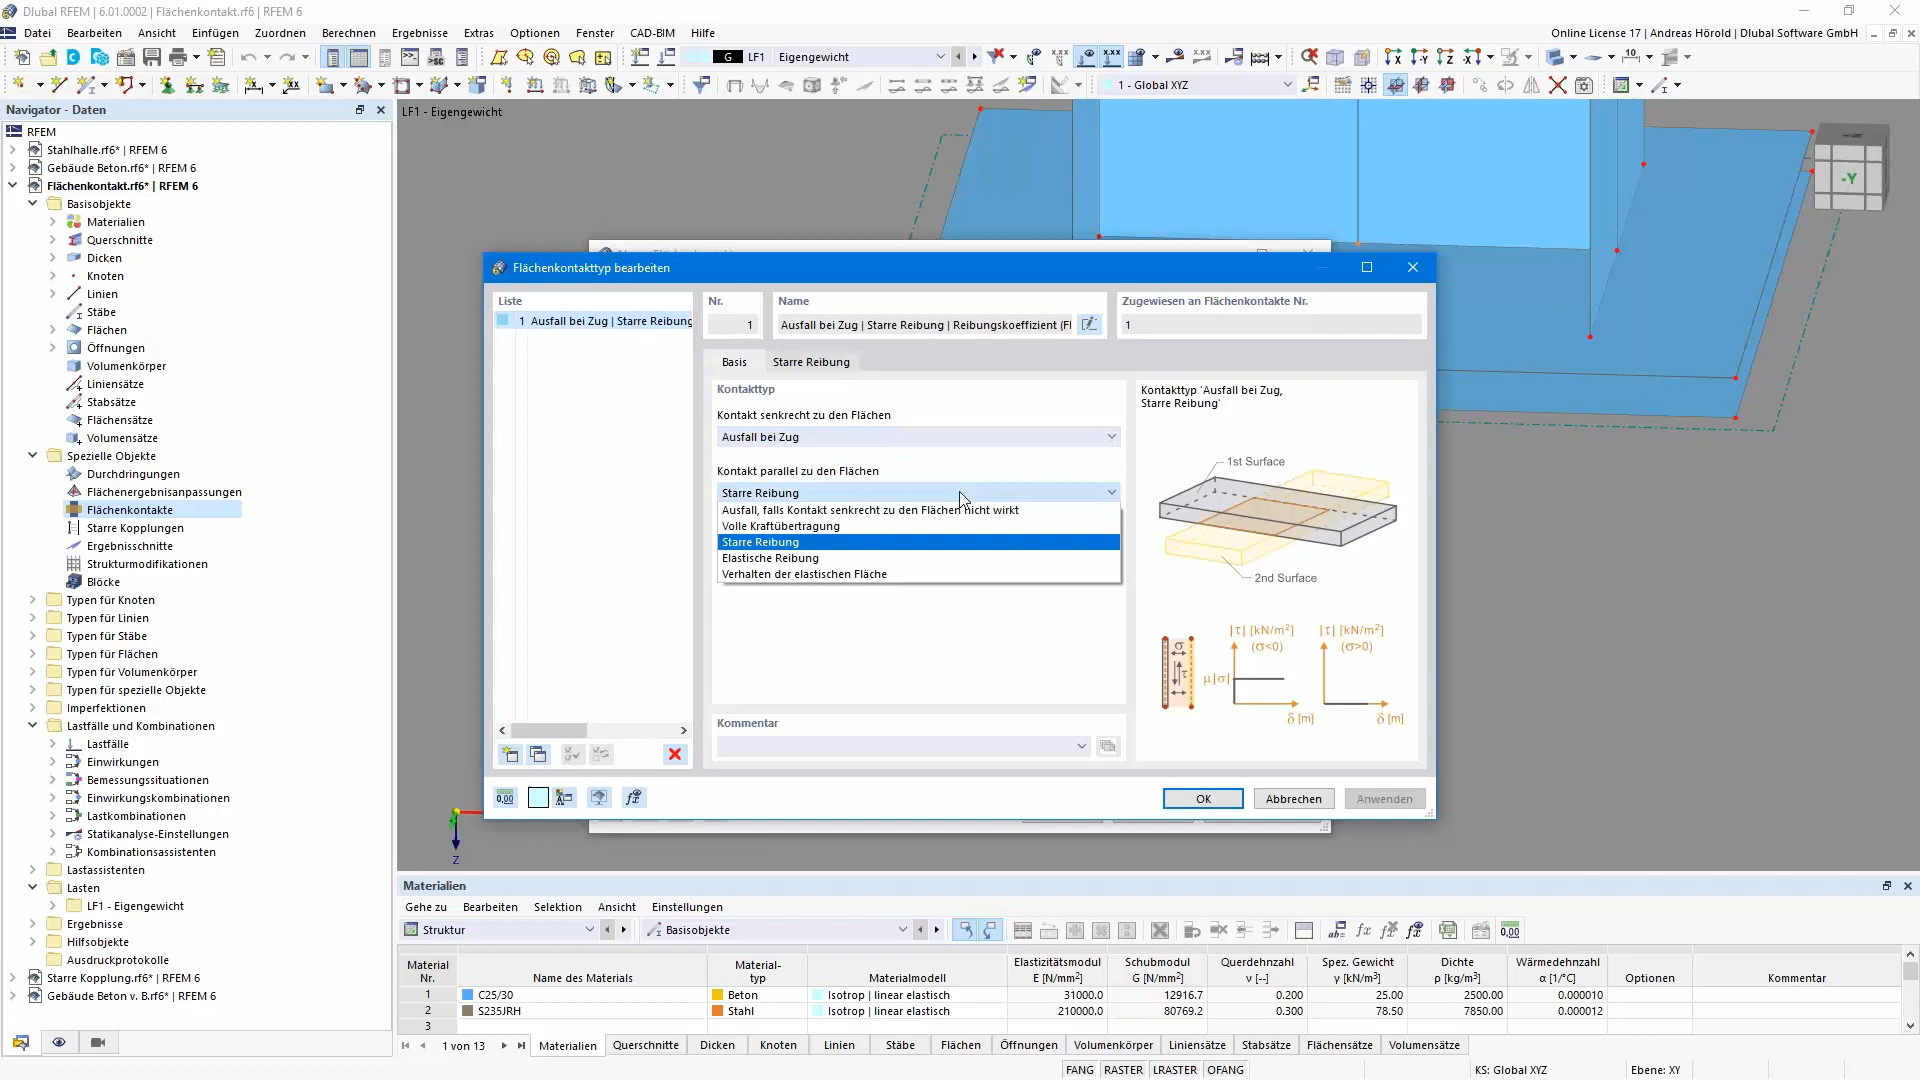 Dlubal RFEM | 6.01.0002 | Flächenkontakt.rf6* | RFEM 6
Datei Bearbeiten Ansicht Einfügen Zuordnen Berechnen Ergebnisse Extras Optionen Fenster CAD-BIM Hilfe
Online License 17 | Andreas Hörold | Dlubal Software GmbH
G LF1 Eigengewicht
1 - Global XYZ
Navigator - Daten
LF1 - Eigengewicht
RFEM
Stahlhalle.rf6* | RFEM 6
Gebäude Beton.rf6* | RFEM 6
Flächenkontakt.rf6* | RFEM 6
Basisobjekte
Materialien
Querschnitte
Dicken
Knoten
Linien
Stäbe
Flächen
Öffnungen
Volumenkörper
Liniensätze
Stabsätze
Flächensätze
Volumensätze
Spezielle Objekte
Durchdringungen
Flächenergebnisanpassungen
Flächenkontakte
Starre Kopplungen
Ergebnisschnitte
Strukturmodifikationen
Blöcke
Typen für Knoten
Typen für Linien
Typen für Stäbe
Typen für Flächen
Typen für Volumenkörper
Typen für spezielle Objekte
Imperfektionen
Lastfälle und Kombinationen
Lastfälle
Einwirkungen
Bemessungssituationen
Einwirkungskombinationen
Lastkombinationen
Statikanalyse-Einstellungen
Kombinationsassistenten
Lastassistenten
Lasten
LF1 - Eigengewicht
Ergebnisse
Hilfsobjekte
Ausdruckprotokolle
Starre Kopplung.rf6* | RFEM 6
Gebäude Beton v. B.rf6* | RFEM 6
-Y
Z
Flächenkontakttyp bearbeiten
Liste
1 Ausfall bei Zug | Starre Reibung
Nr.
1
Name
Ausfall bei Zug | Starre Reibung | Reibungskoeffizient (Fl
Zugewiesen an Flächenkontakte Nr.
1
Basis Starre Reibung
Kontakttyp
Kontakt senkrecht zu den Flächen
Ausfall bei Zug
Kontakt parallel zu den Flächen
Starre Reibung
Ausfall, falls Kontakt senkrecht zu den Flächen nicht wirkt
Volle Kraftübertragung
Starre Reibung
Elastische Reibung
Verhalten der elastischen Fläche
Kommentar
Kontakttyp 'Ausfall bei Zug,
Starre Reibung'
1st Surface
2nd Surface
|τ| [kN/m²] |τ| [kN/m²]
(σ<0) (σ>0)
σ
τ
μ|σ|
δ [m] δ [m]
OK Abbrechen Anwenden
Materialien
Gehe zu Bearbeiten Selektion Ansicht Einstellungen
Struktur Basisobjekte
Material Nr. Name des Materials Material-typ Materialmodell Elastizitätsmodul E [N/mm²] Schubmodul G [N/mm²] Querdehnzahl ν [--] Spez. Gewicht γ [kN/m³] Dichte ρ [kg/m³] Wärmedehnzahl α [1/°C] Optionen Kommentar
1 C25/30 Beton Isotrop | linear elastisch 31000.0 12916.7 0.200 25.00 2500.00 0.000010
2 S235JRH Stahl Isotrop | linear elastisch 210000.0 80769.2 0.300 78.50 7850.00 0.000012
3
1 von 13 Materialien Querschnitte Dicken Knoten Linien Stäbe Flächen Öffnungen Volumenkörper Liniensätze Stabsätze Flächensätze Volumensätze
FANG RASTER LRASTER OFANG KS: Global XYZ Ebene: XY